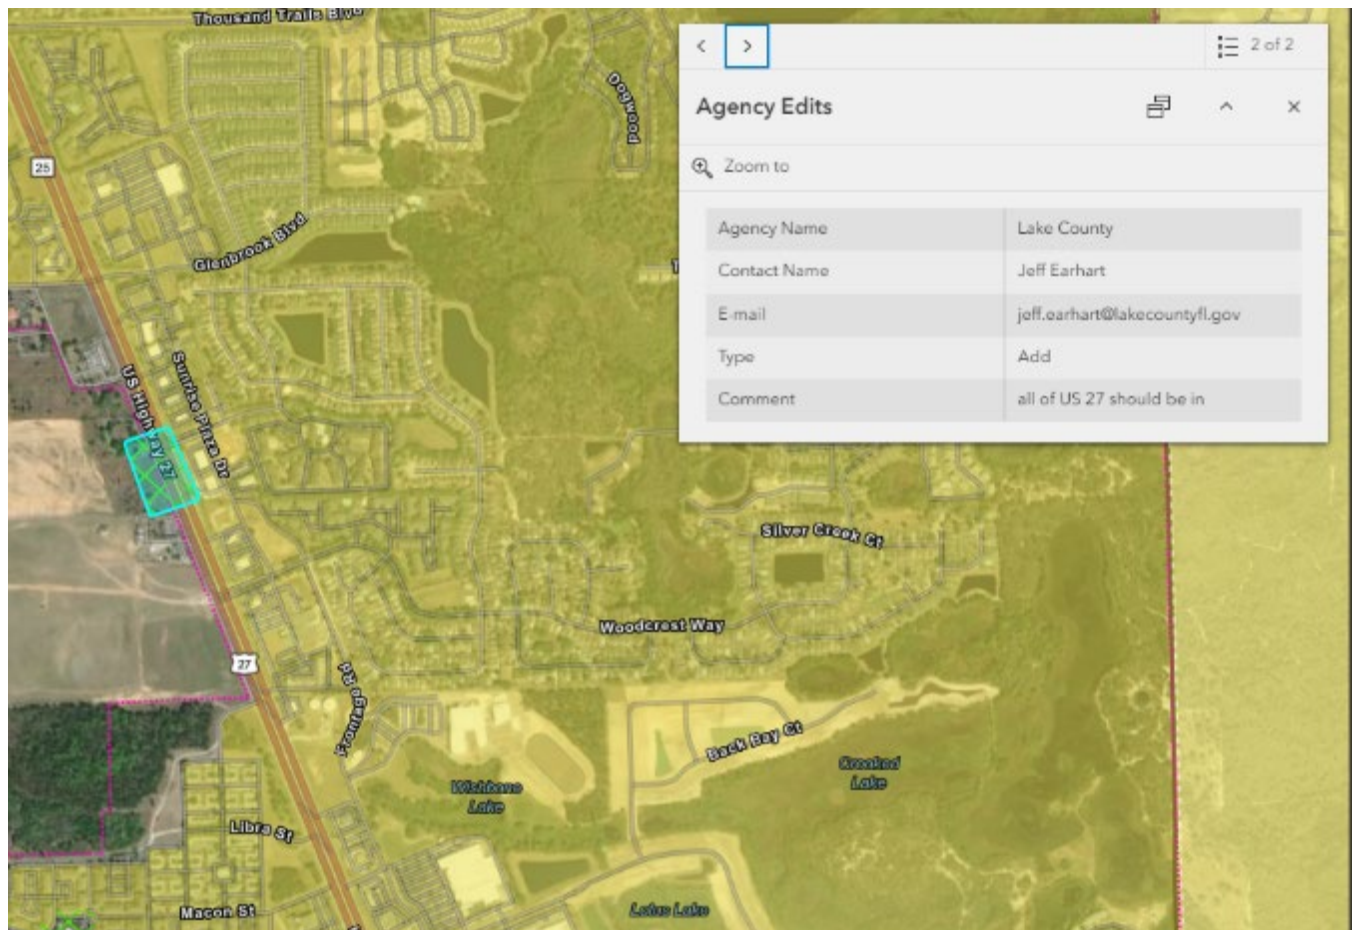 Thousand Trails Blvd
2 of 2
Agency Edits
Dogwood
25
Zoom to
Agency Name Lake County
Glenbrook Blvd
Contact Name Jeff Earhart
E-mail jeff.earhart@lakecountyfl.gov
Type Add
Comment all of US 27 should be in
US Highway 27
Sunrise Plaza Dr
Silver Creek Ct
Woodcrest Way
27
Frontage Rd
Back Bay Ct
Crooked
Lake
Wishbone
Lake
Libra St
Macon St
Lotus Lake